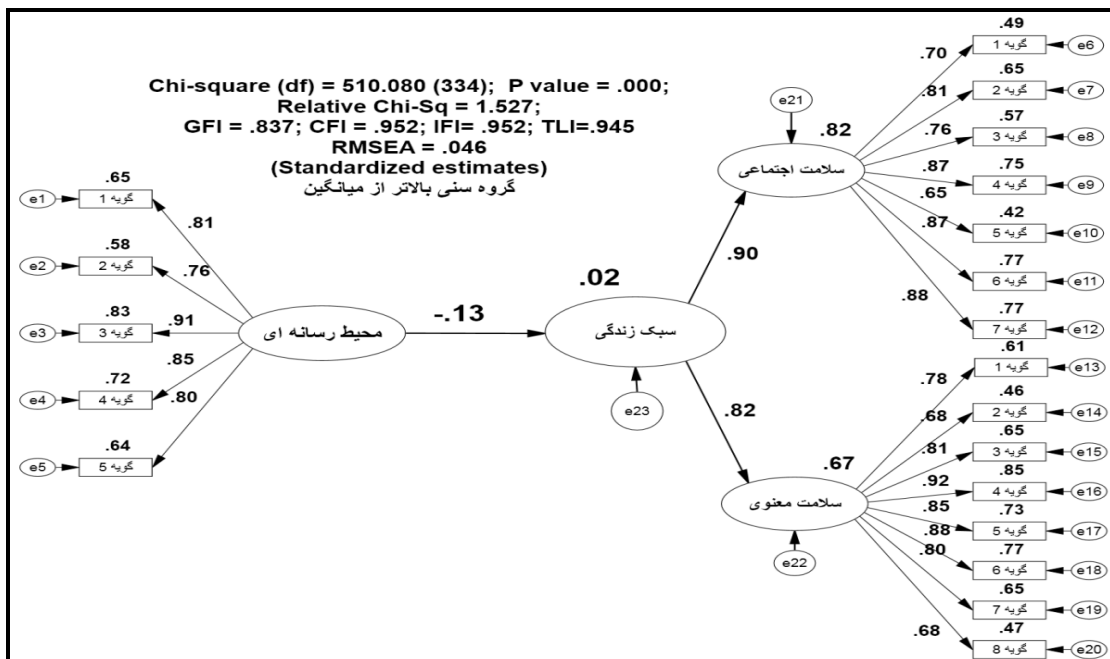 Chi-square (df) = 510.080 (334); P value = .000;
Relative Chi-Sq = 1.527;
GFI = .837; CFI = .952; IFI= .952; TLI=.945
RMSEA = .046
(Standardized estimates)
گروه سنی بالاتر از میانگین
.65
e1
گویه 1
.81
.58
e2
گویه 2
.76
.83
e3
گویه 3
.91
.72
e4
گویه 4
.85
.64
e5
گویه 5
.80
محیط رسانه ای
-.13
.02
سبک زندگی
e23
.90
.82
e21
.82
سلامت اجتماعی
.67
سلامت معنوی
e22
.49
.70
گویه 1
e6
.65
.81
گویه 2
e7
.57
.76
گویه 3
e8
.75
.87
گویه 4
e9
.42
.65
گویه 5
e10
.77
.87
گویه 6
e11
.77
.88
گویه 7
e12
.61
.78
گویه 1
e13
.46
.68
گویه 2
e14
.65
.81
گویه 3
e15
.85
.92
گویه 4
e16
.73
.85
گویه 5
e17
.77
.88
گویه 6
e18
.65
.80
گویه 7
e19
.47
.68
گویه 8
e20